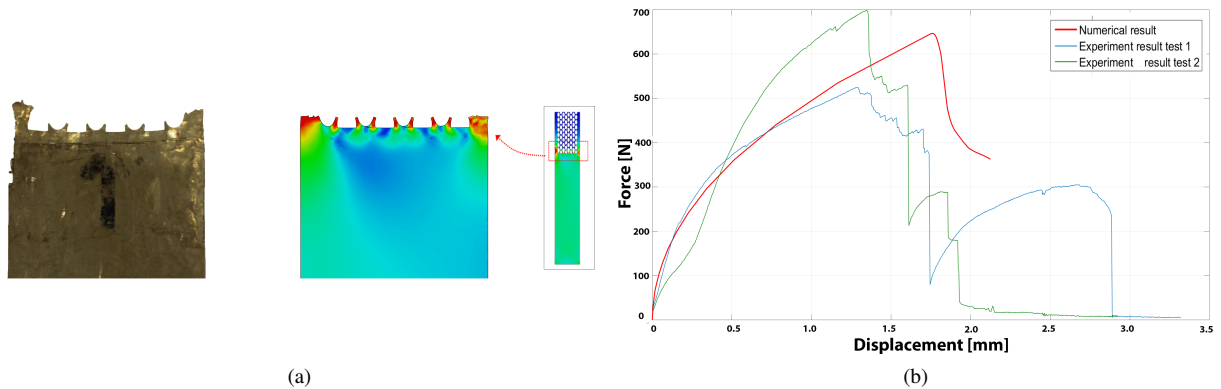 700
600
500
400
300
200
100
0
Force [N]
Numerical result
Experiment result test 1
Experiment result test 2
0 0.5 1.0 1.5 2.0 2.5 3.0 3.5
Displacement [mm]
(a)
(b)